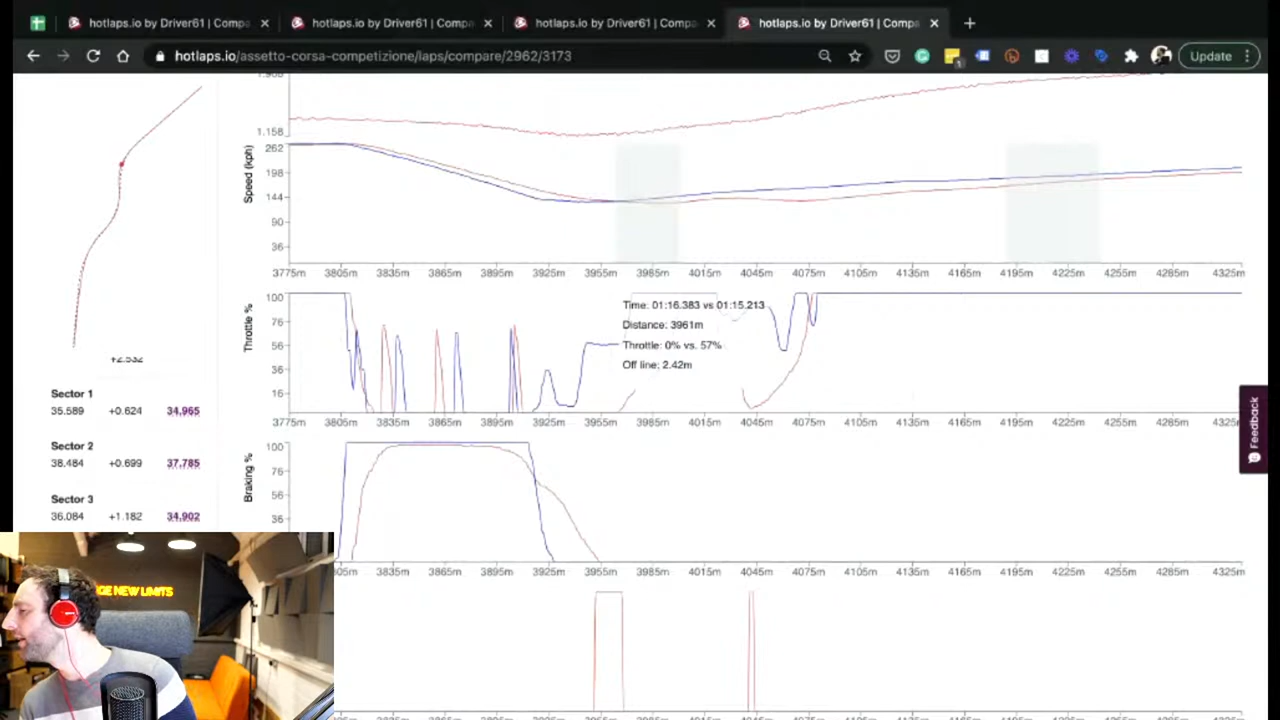 hotlaps.io by Driver61 | Compa
hotlaps.io by Driver61 | Compa
hotlaps.io by Driver61 | Compa
hotlaps.io by Driver61 | Compa
hotlaps.io/assetto-corsa-competizione/laps/compare/2962/3173
Update
1.158
262
198
144
90
36
Speed (kph)
3775m 3805m 3835m 3865m 3895m 3925m 3955m 3985m 4015m 4045m 4075m 4105m 4135m 4165m 4195m 4225m 4255m 4285m 4325m
100
76
56
36
16
Throttle %
Time: 01:16.383 vs 01:15.213
Distance: 3961m
Throttle: 0% vs. 57%
Off line: 2.42m
3775m 3805m 3835m 3865m 3895m 3925m 3955m 3985m 4015m 4045m 4075m 4105m 4135m 4165m 4195m 4225m 4255m 4285m 4325m
100
76
56
36
Braking %
305m 3835m 3865m 3895m 3925m 3955m 3985m 4015m 4045m 4075m 4105m 4135m 4165m 4195m 4225m 4255m 4285m 4325m
+2.532
Sector 1
35.589 +0.624 34.965
Sector 2
38.484 +0.699 37.785
Sector 3
36.084 +1.182 34.902
Feedback
GE NEW LIMITS